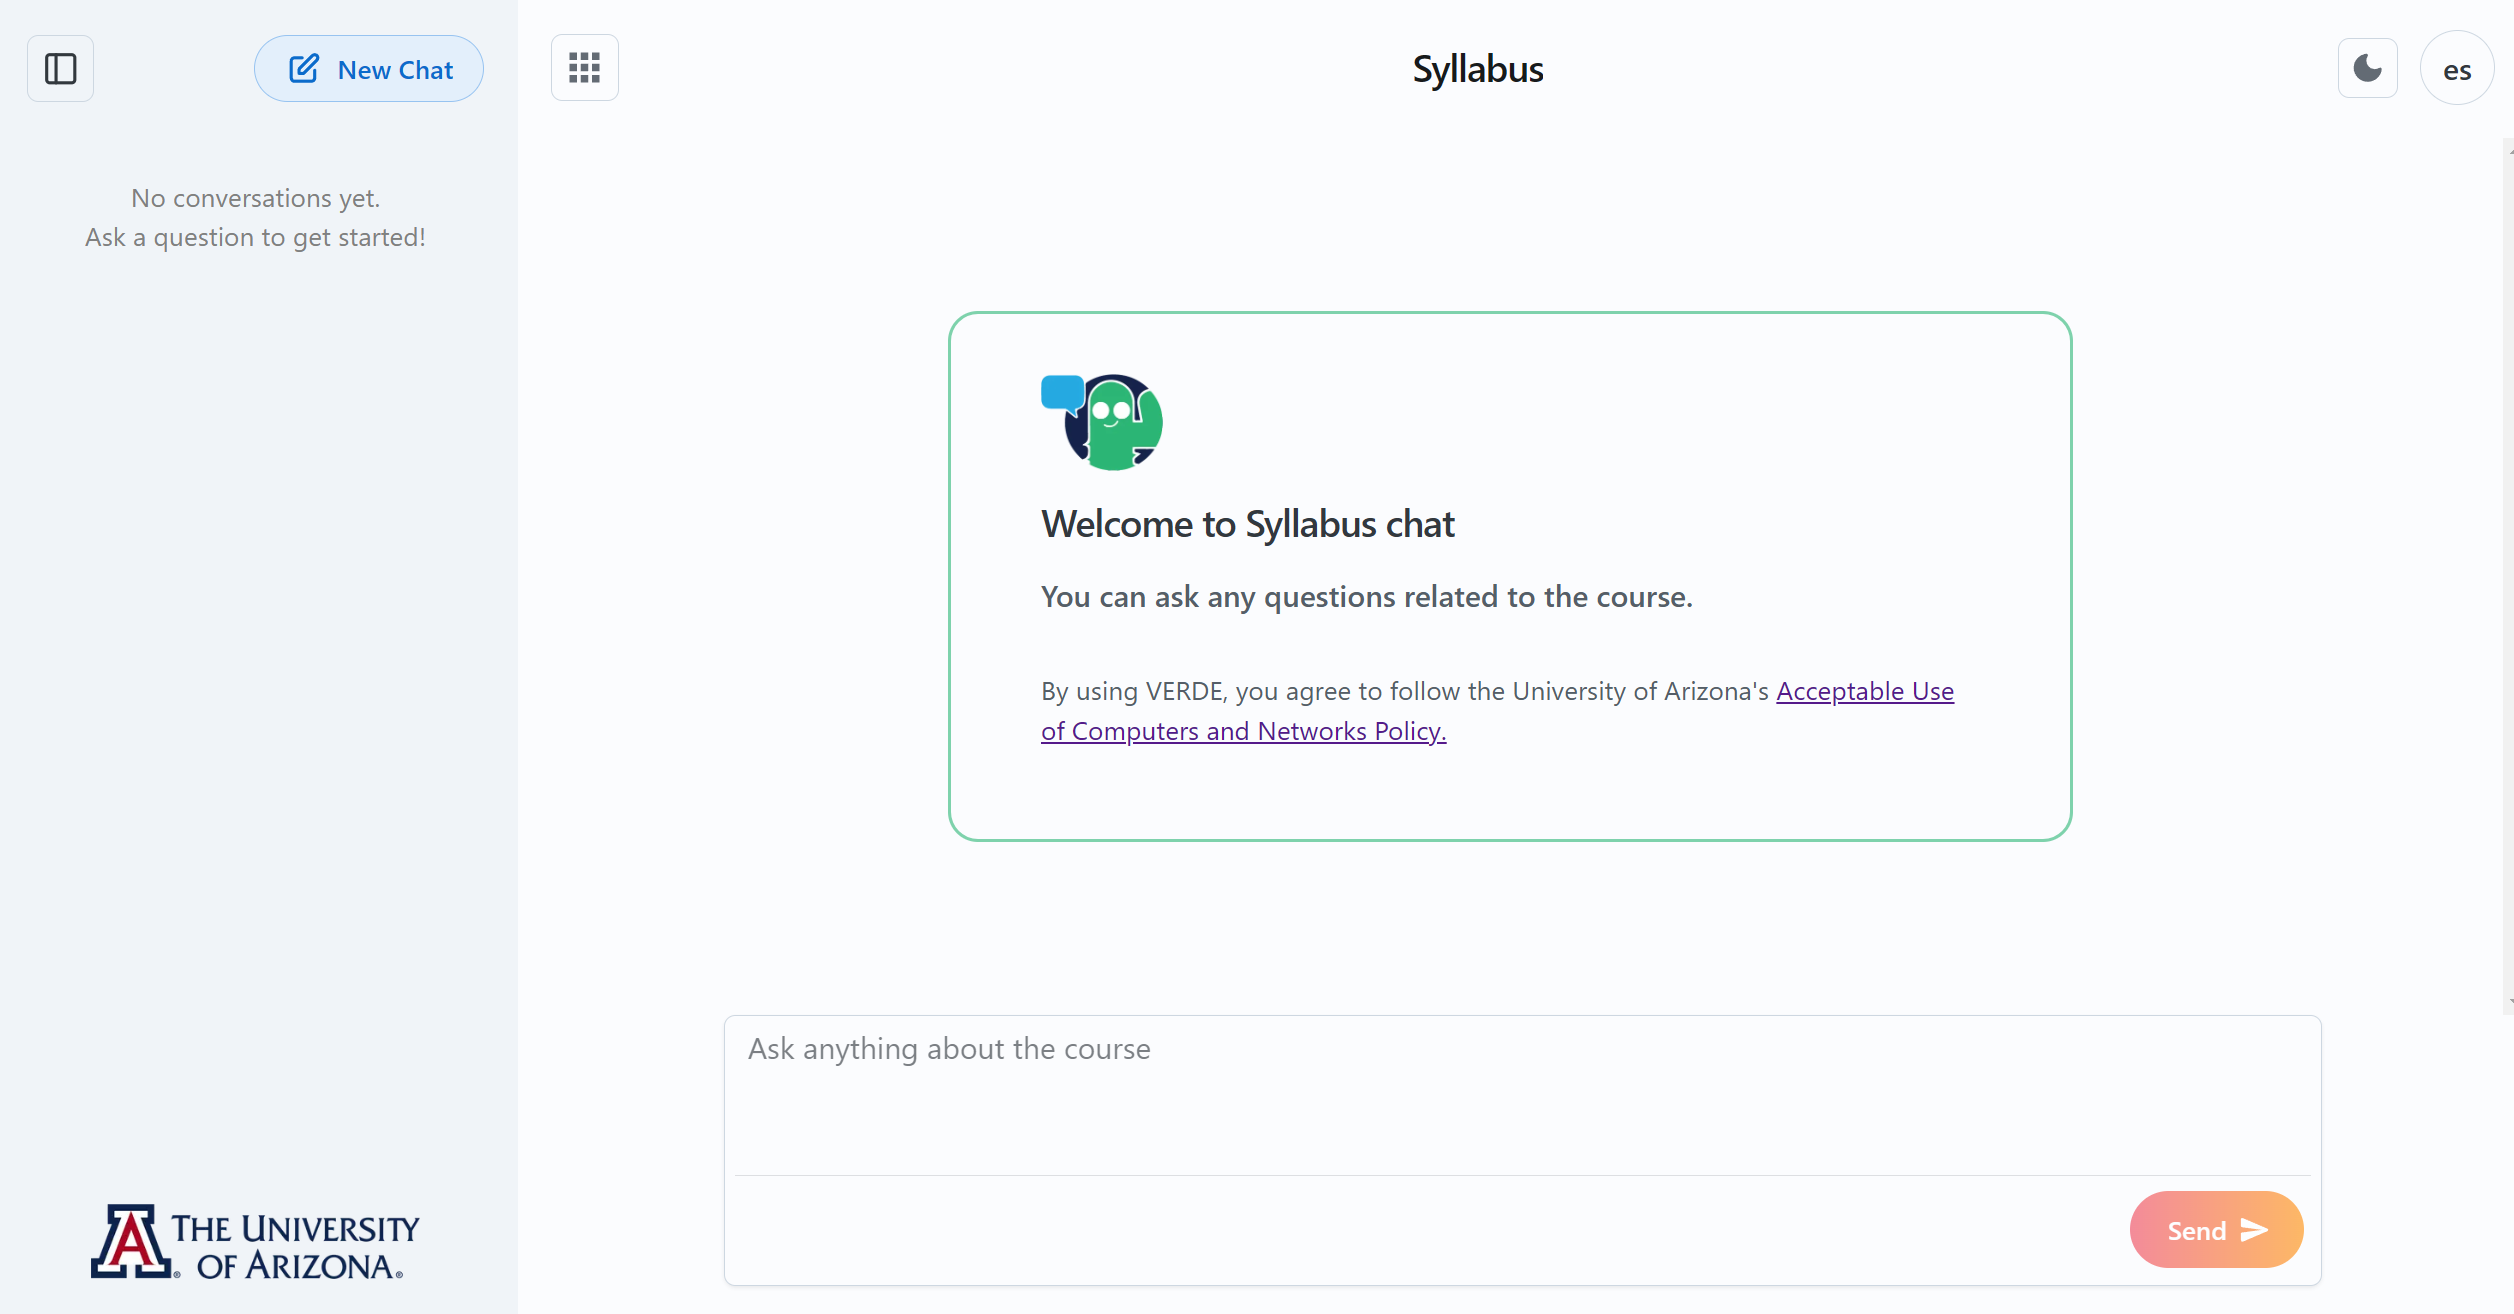 New Chat
Syllabus
es
No conversations yet.
Ask a question to get started!
Welcome to Syllabus chat
You can ask any questions related to the course.
By using VERDE, you agree to follow the University of Arizona's Acceptable Use
of Computers and Networks Policy.
Ask anything about the course
Send
A THE UNIVERSITY
® OF ARIZONA®